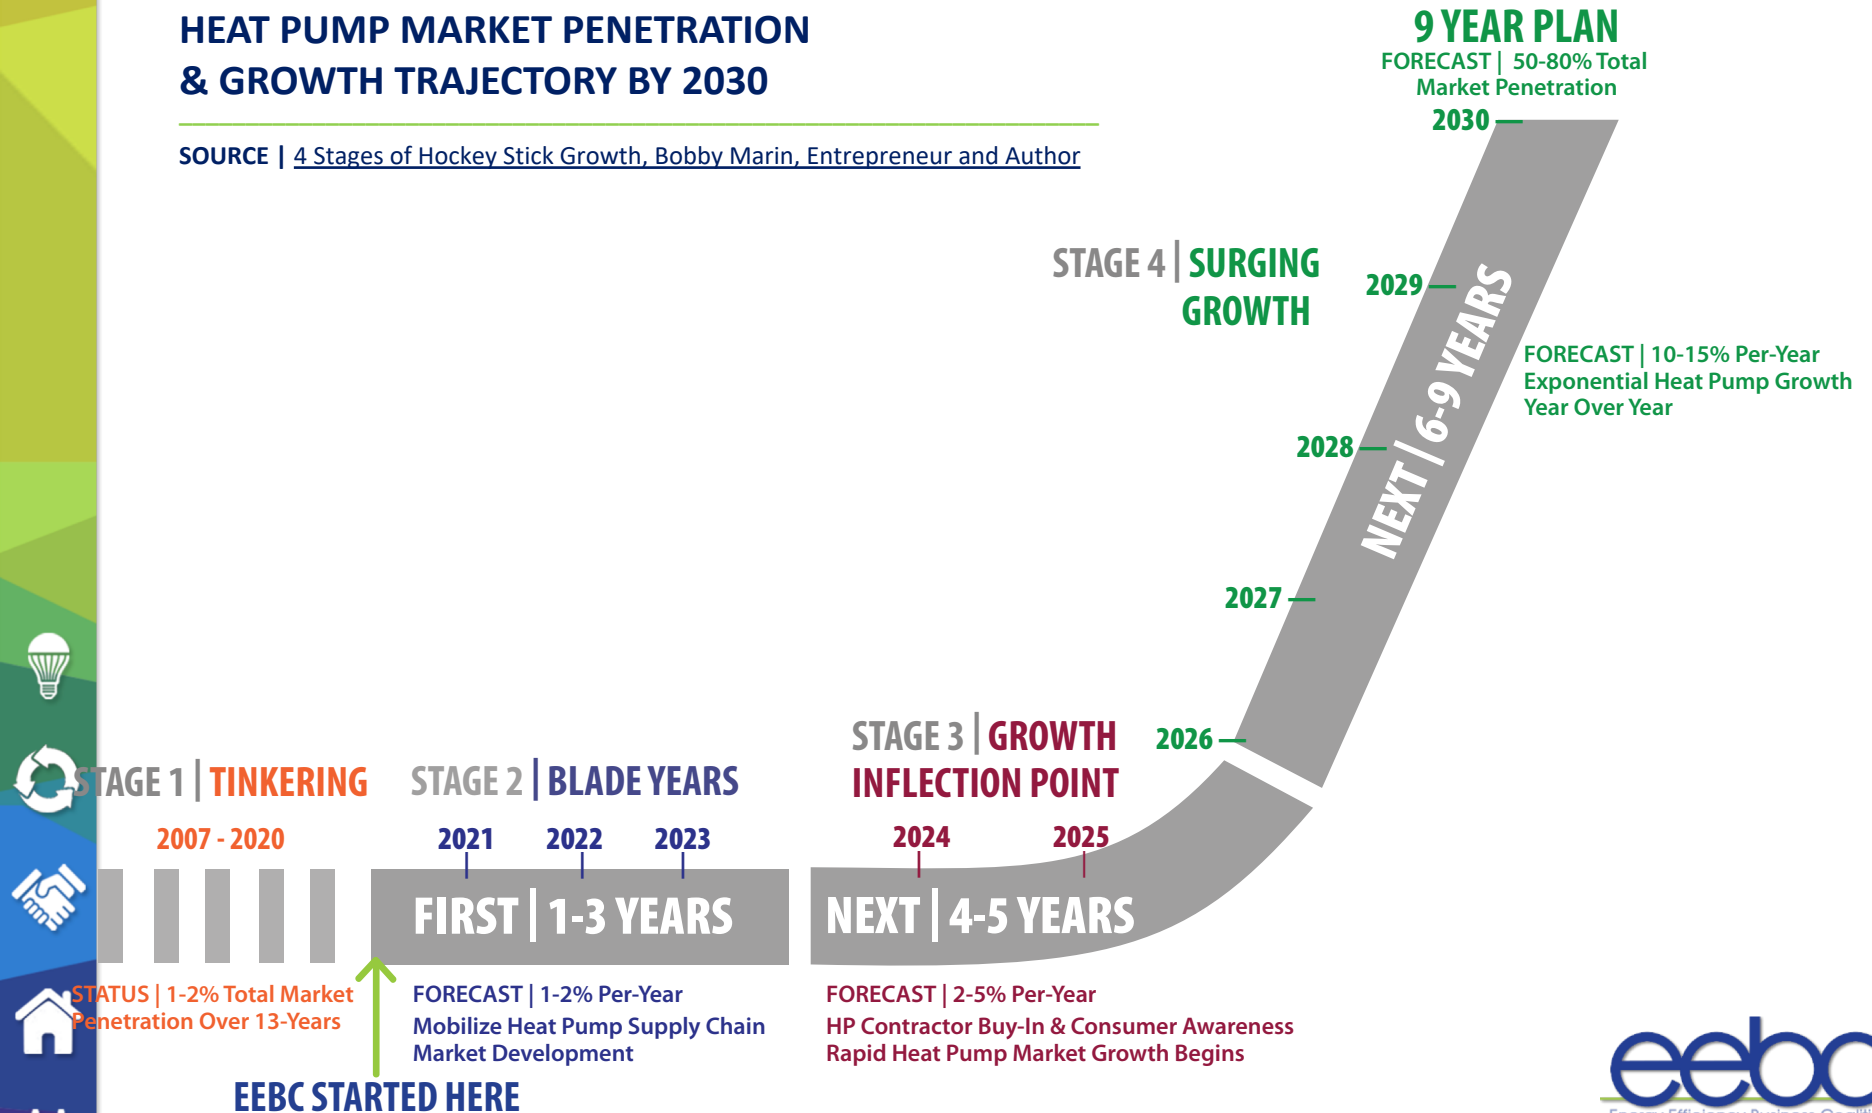 HEAT PUMP MARKET PENETRATION
& GROWTH TRAJECTORY BY 2030
SOURCE | 4 Stages of Hockey Stick Growth, Bobby Marin, Entrepreneur and Author
9 YEAR PLAN
FORECAST | 50-80% Total
Market Penetration
2030
STAGE 4 | SURGING
GROWTH
2029
NEXT | 6-9 YEARS
FORECAST | 10-15% Per-Year
Exponential Heat Pump Growth
Year Over Year
2028
2027
2026
STAGE 3 | GROWTH
INFLECTION POINT
2024
2025
NEXT | 4-5 YEARS
FORECAST | 2-5% Per-Year
HP Contractor Buy-In & Consumer Awareness
Rapid Heat Pump Market Growth Begins
STAGE 2 | BLADE YEARS
2021
2022
2023
FIRST | 1-3 YEARS
FORECAST | 1-2% Per-Year
Mobilize Heat Pump Supply Chain
Market Development
STAGE 1 | TINKERING
2007 - 2020
STATUS | 1-2% Total Market
Penetration Over 13-Years
EEBC STARTED HERE
eebc